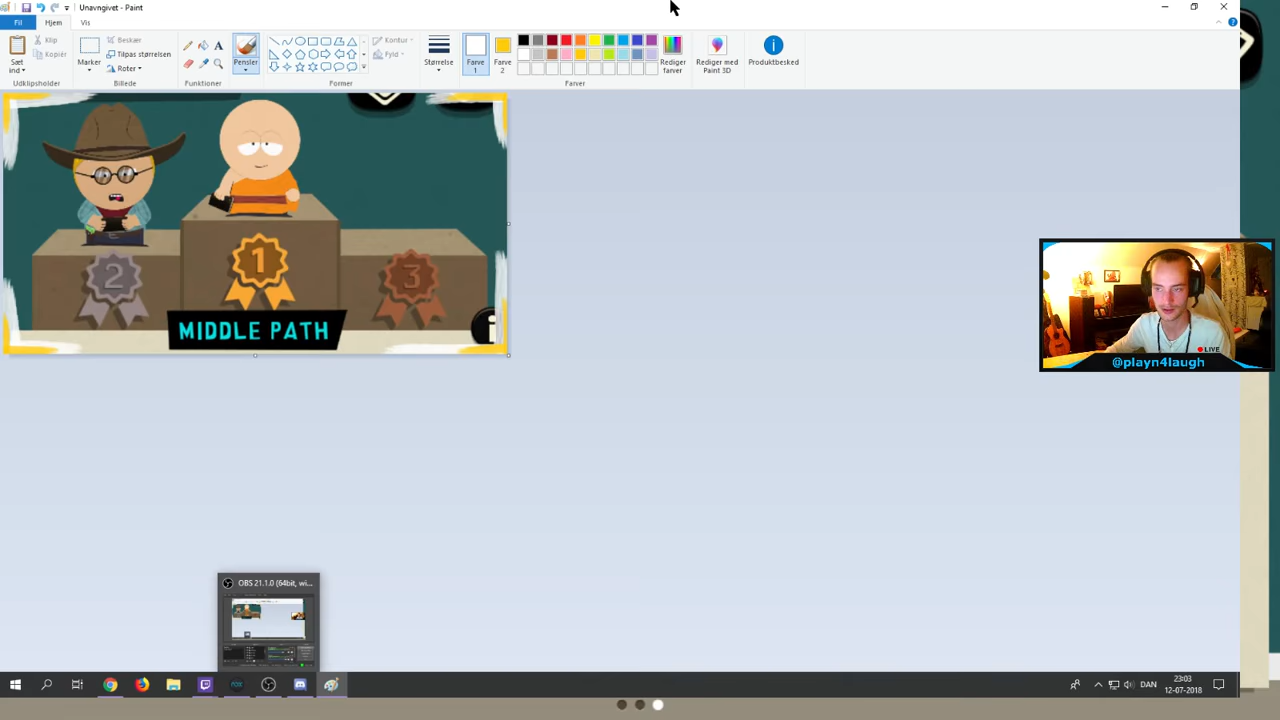 Unavngivet - Paint
Fil Hjem Vis
Sæt ind
Klip
Kopiér
Udklipsholder
Marker
Beskær
Tilpas størrelsen
Roter
Billede
A
Funktioner
Pensler
Kontur
Fyld
Former
Størrelse
Farve 1
Farve 2
Rediger farver
Farver
Rediger med Paint 3D
Produktbesked
2
1
3
MIDDLE PATH
i
LIVE
@playn4laugh
OBS 21.1.0 (64bit, wi...
DAN
23:03
12-07-2018